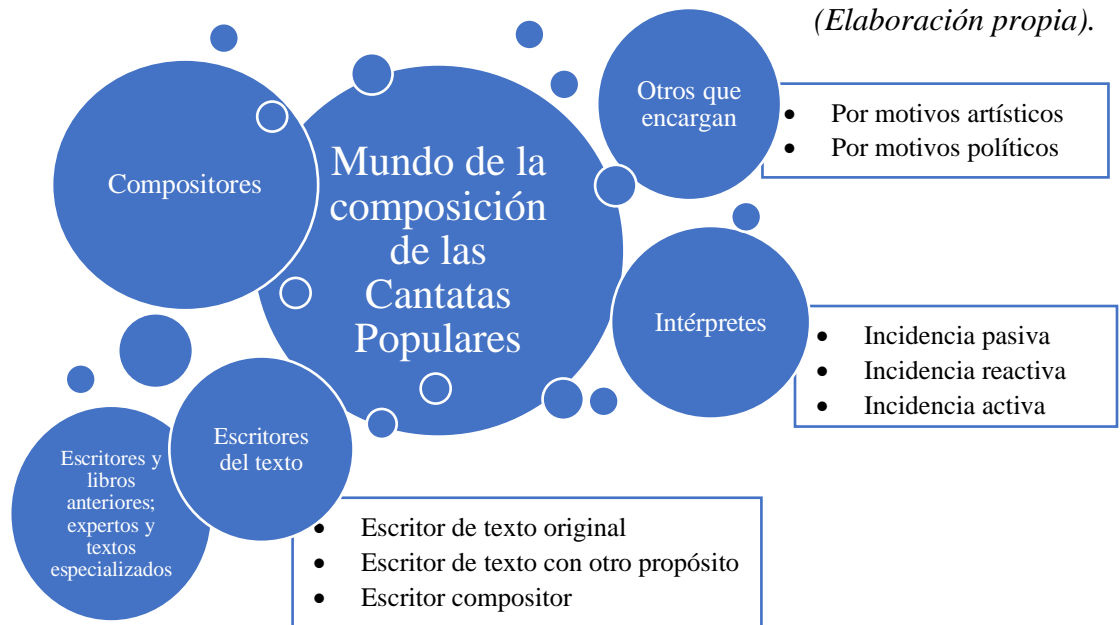 (Elaboración propia).
Compositores
Mundo de la
composición
de las
Cantatas
Populares
Otros que
encargan
• Por motivos artísticos
• Por motivos políticos
Intérpretes
• Incidencia pasiva
• Incidencia reactiva
• Incidencia activa
Escritores
del texto
• Escritor de texto original
• Escritor de texto con otro propósito
• Escritor compositor
Escritores y
libros
anteriores;
expertos y
textos
especializados